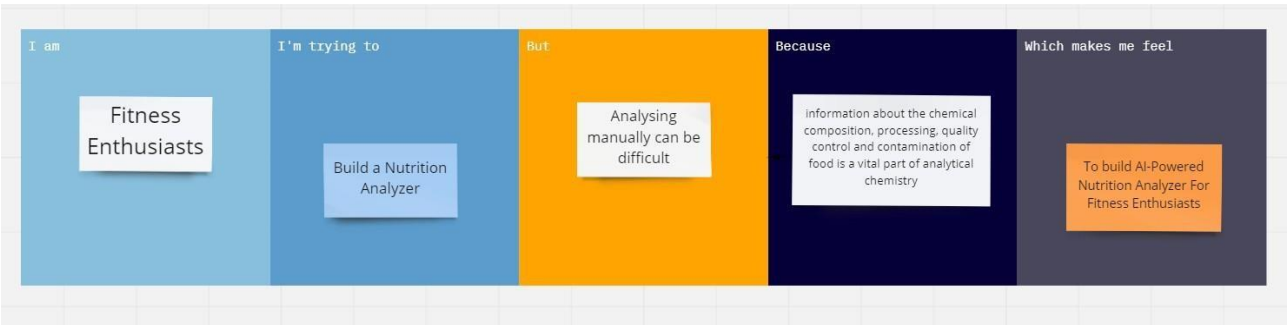 I am
Fitness
Enthusiasts
I'm trying to
Build a Nutrition
Analyzer
But
Analysing
manually can be
difficult
Because
information about the chemical
composition, processing, quality
control and contamination of
food is a vital part of analytical
chemistry
Which makes me feel
To build AI-Powered
Nutrition Analyzer For
Fitness Enthusiasts